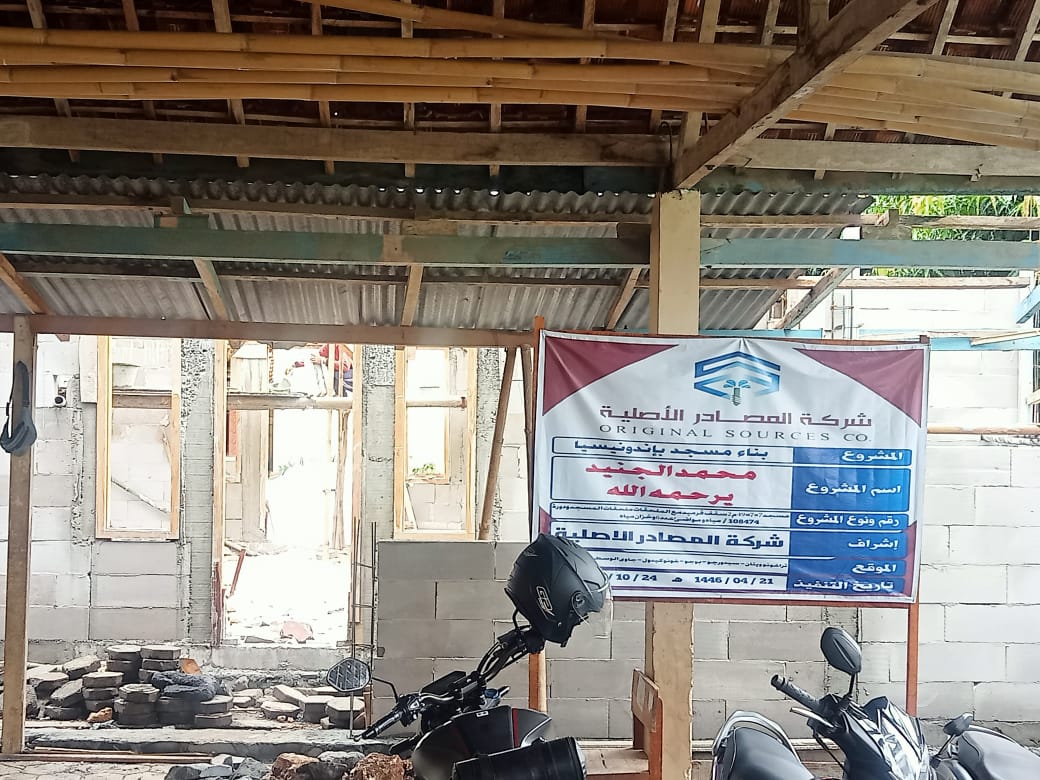 شركة المصادر الأصلية
ORIGINAL SOURCES CO.
المشروع بناء مسجد بإندونيسيا
اسم المشروع محمد الجنيد
يرحمه الله
رقم ونوع المشروع
108474 /
إشراف شركة المصادر الأصلية
الموقع
تاريخ التنفيذ 21 / 04 / 1446 هـ 24 / 10 /